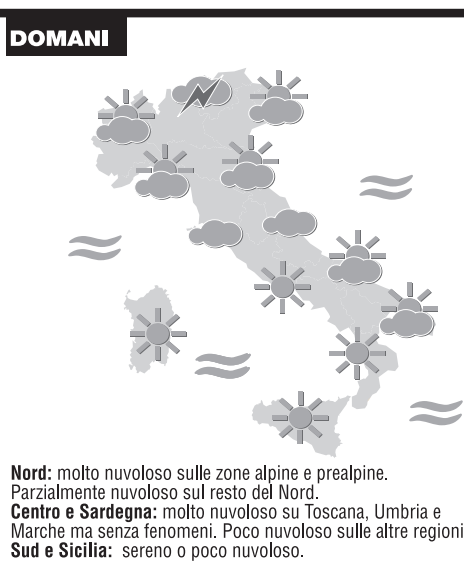 DOMANI
Nord: molto nuvoloso sulle zone alpine e prealpine.
Parzialmente nuvoloso sul resto del Nord.
Centro e Sardegna: molto nuvoloso su Toscana, Umbria e
Marche ma senza fenomeni. Poco nuvoloso sulle altre regioni
Sud e Sicilia: sereno o poco nuvoloso.